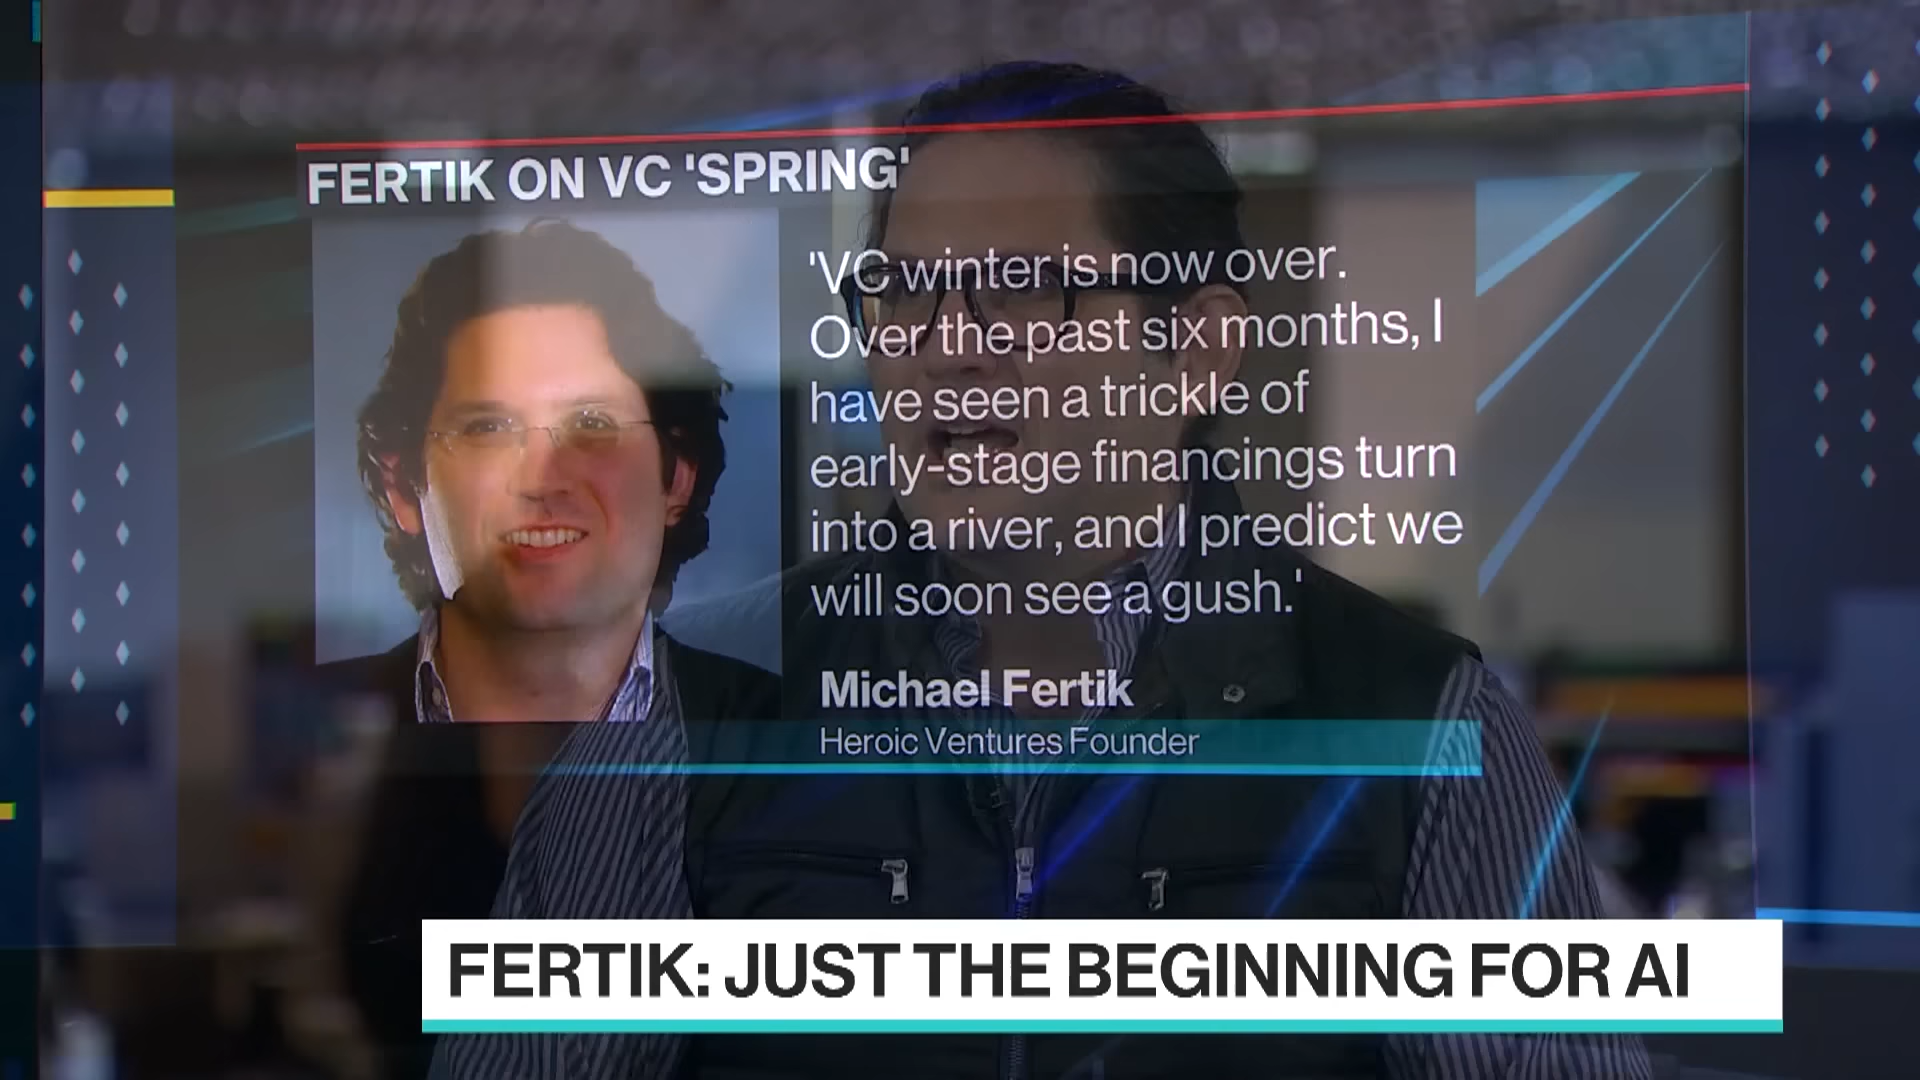 FERTIK ON VC 'SPRING'
'VC winter is now over.
Over the past six months, I
have seen a trickle of
early-stage financings turn
into a river, and I predict we
will soon see a gush.'
Michael Fertik
Heroic Ventures Founder
FERTIK: JUST THE BEGINNING FOR AI